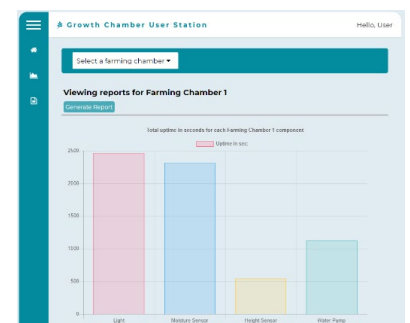 Growth Chamber User Station
Hello, User
Select a farming chamber
Viewing reports for Farming Chamber 1
Generate Report
Total uptime in seconds for each Farming Chamber 1 component
Uptime in sec:
2500
2000
1500
1000
500
0
Light
Moisture Sensor
Height Sensor
Water Pump